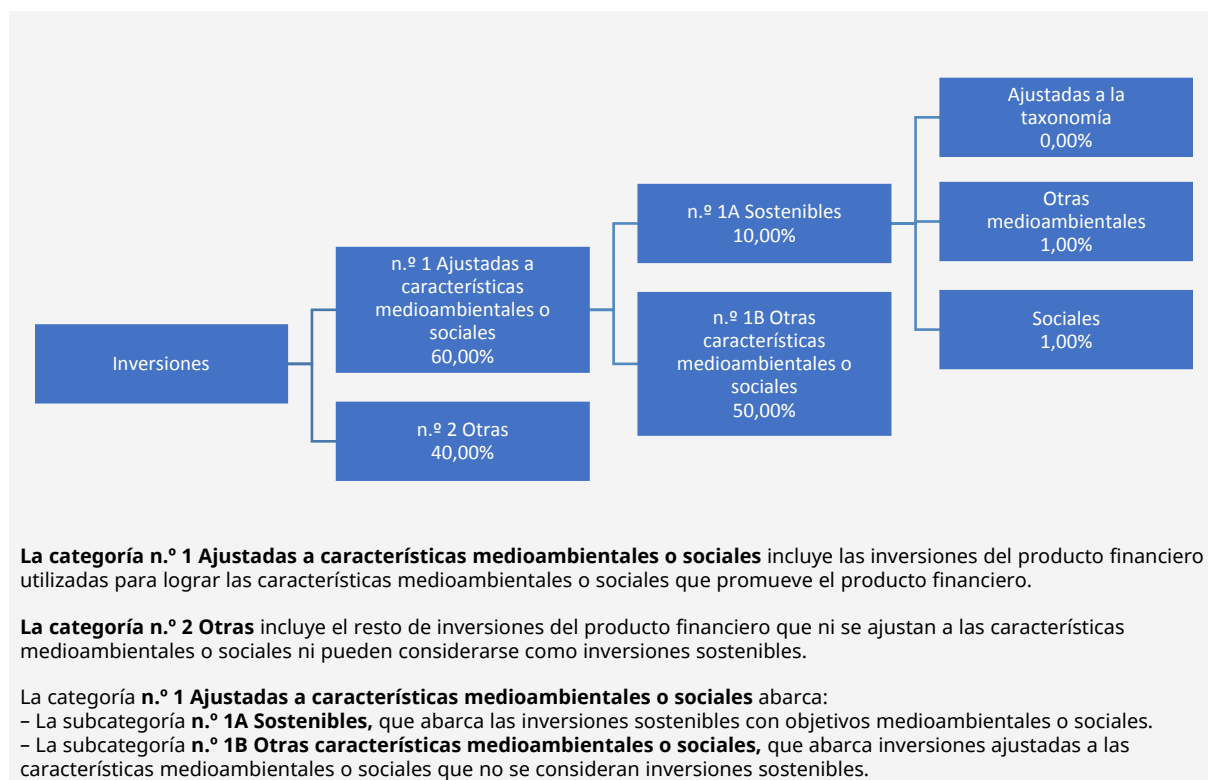 Inversiones
n.º 1 Ajustadas a
características
medioambientales o
sociales
60,00%
n.º 2 Otras
40,00%
n.º 1A Sostenibles
10,00%
n.º 1B Otras
características
medioambientales o
sociales
50,00%
Ajustadas a la
taxonomía
0,00%
Otras
medioambientales
1,00%
Sociales
1,00%
La categoría n.º 1 Ajustadas a características medioambientales o sociales incluye las inversiones del producto financiero
utilizadas para lograr las características medioambientales o sociales que promueve el producto financiero.
La categoría n.º 2 Otras incluye el resto de inversiones del producto financiero que ni se ajustan a las características
medioambientales o sociales ni pueden considerarse como inversiones sostenibles.
La categoría n.º 1 Ajustadas a características medioambientales o sociales abarca:
– La subcategoría n.º 1A Sostenibles, que abarca las inversiones sostenibles con objetivos medioambientales o sociales.
– La subcategoría n.º 1B Otras características medioambientales o sociales, que abarca inversiones ajustadas a las
características medioambientales o sociales que no se consideran inversiones sostenibles.